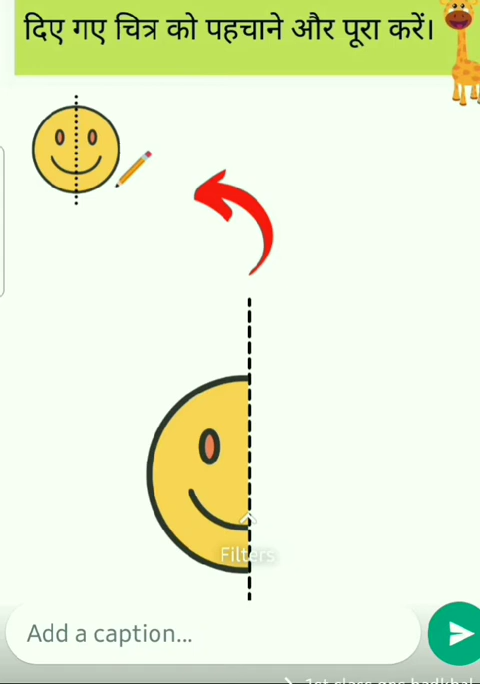 दिए गए चित्र को पहचाने और पूरा करें।
Filters
Add a caption...